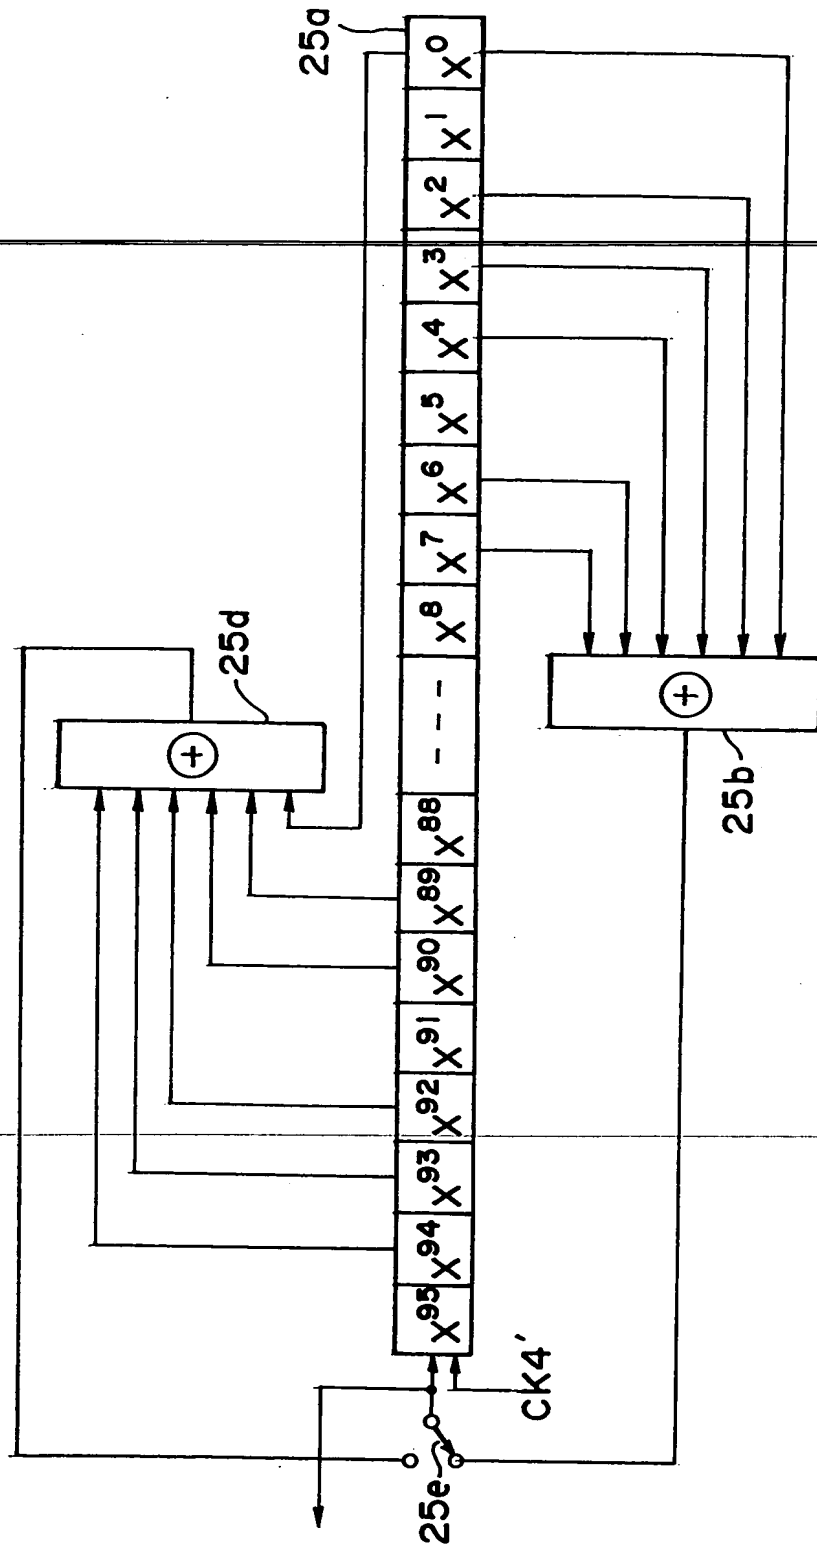 25a
X⁹⁵ X⁹⁴ X⁹³ X⁹² X⁹¹ X⁹⁰ X⁸⁹ X⁸⁸ --- X⁸ X⁷ X⁶ X⁵ X⁴ X³ X² X¹ X⁰
25d
+
+
25b
CK4'
25e